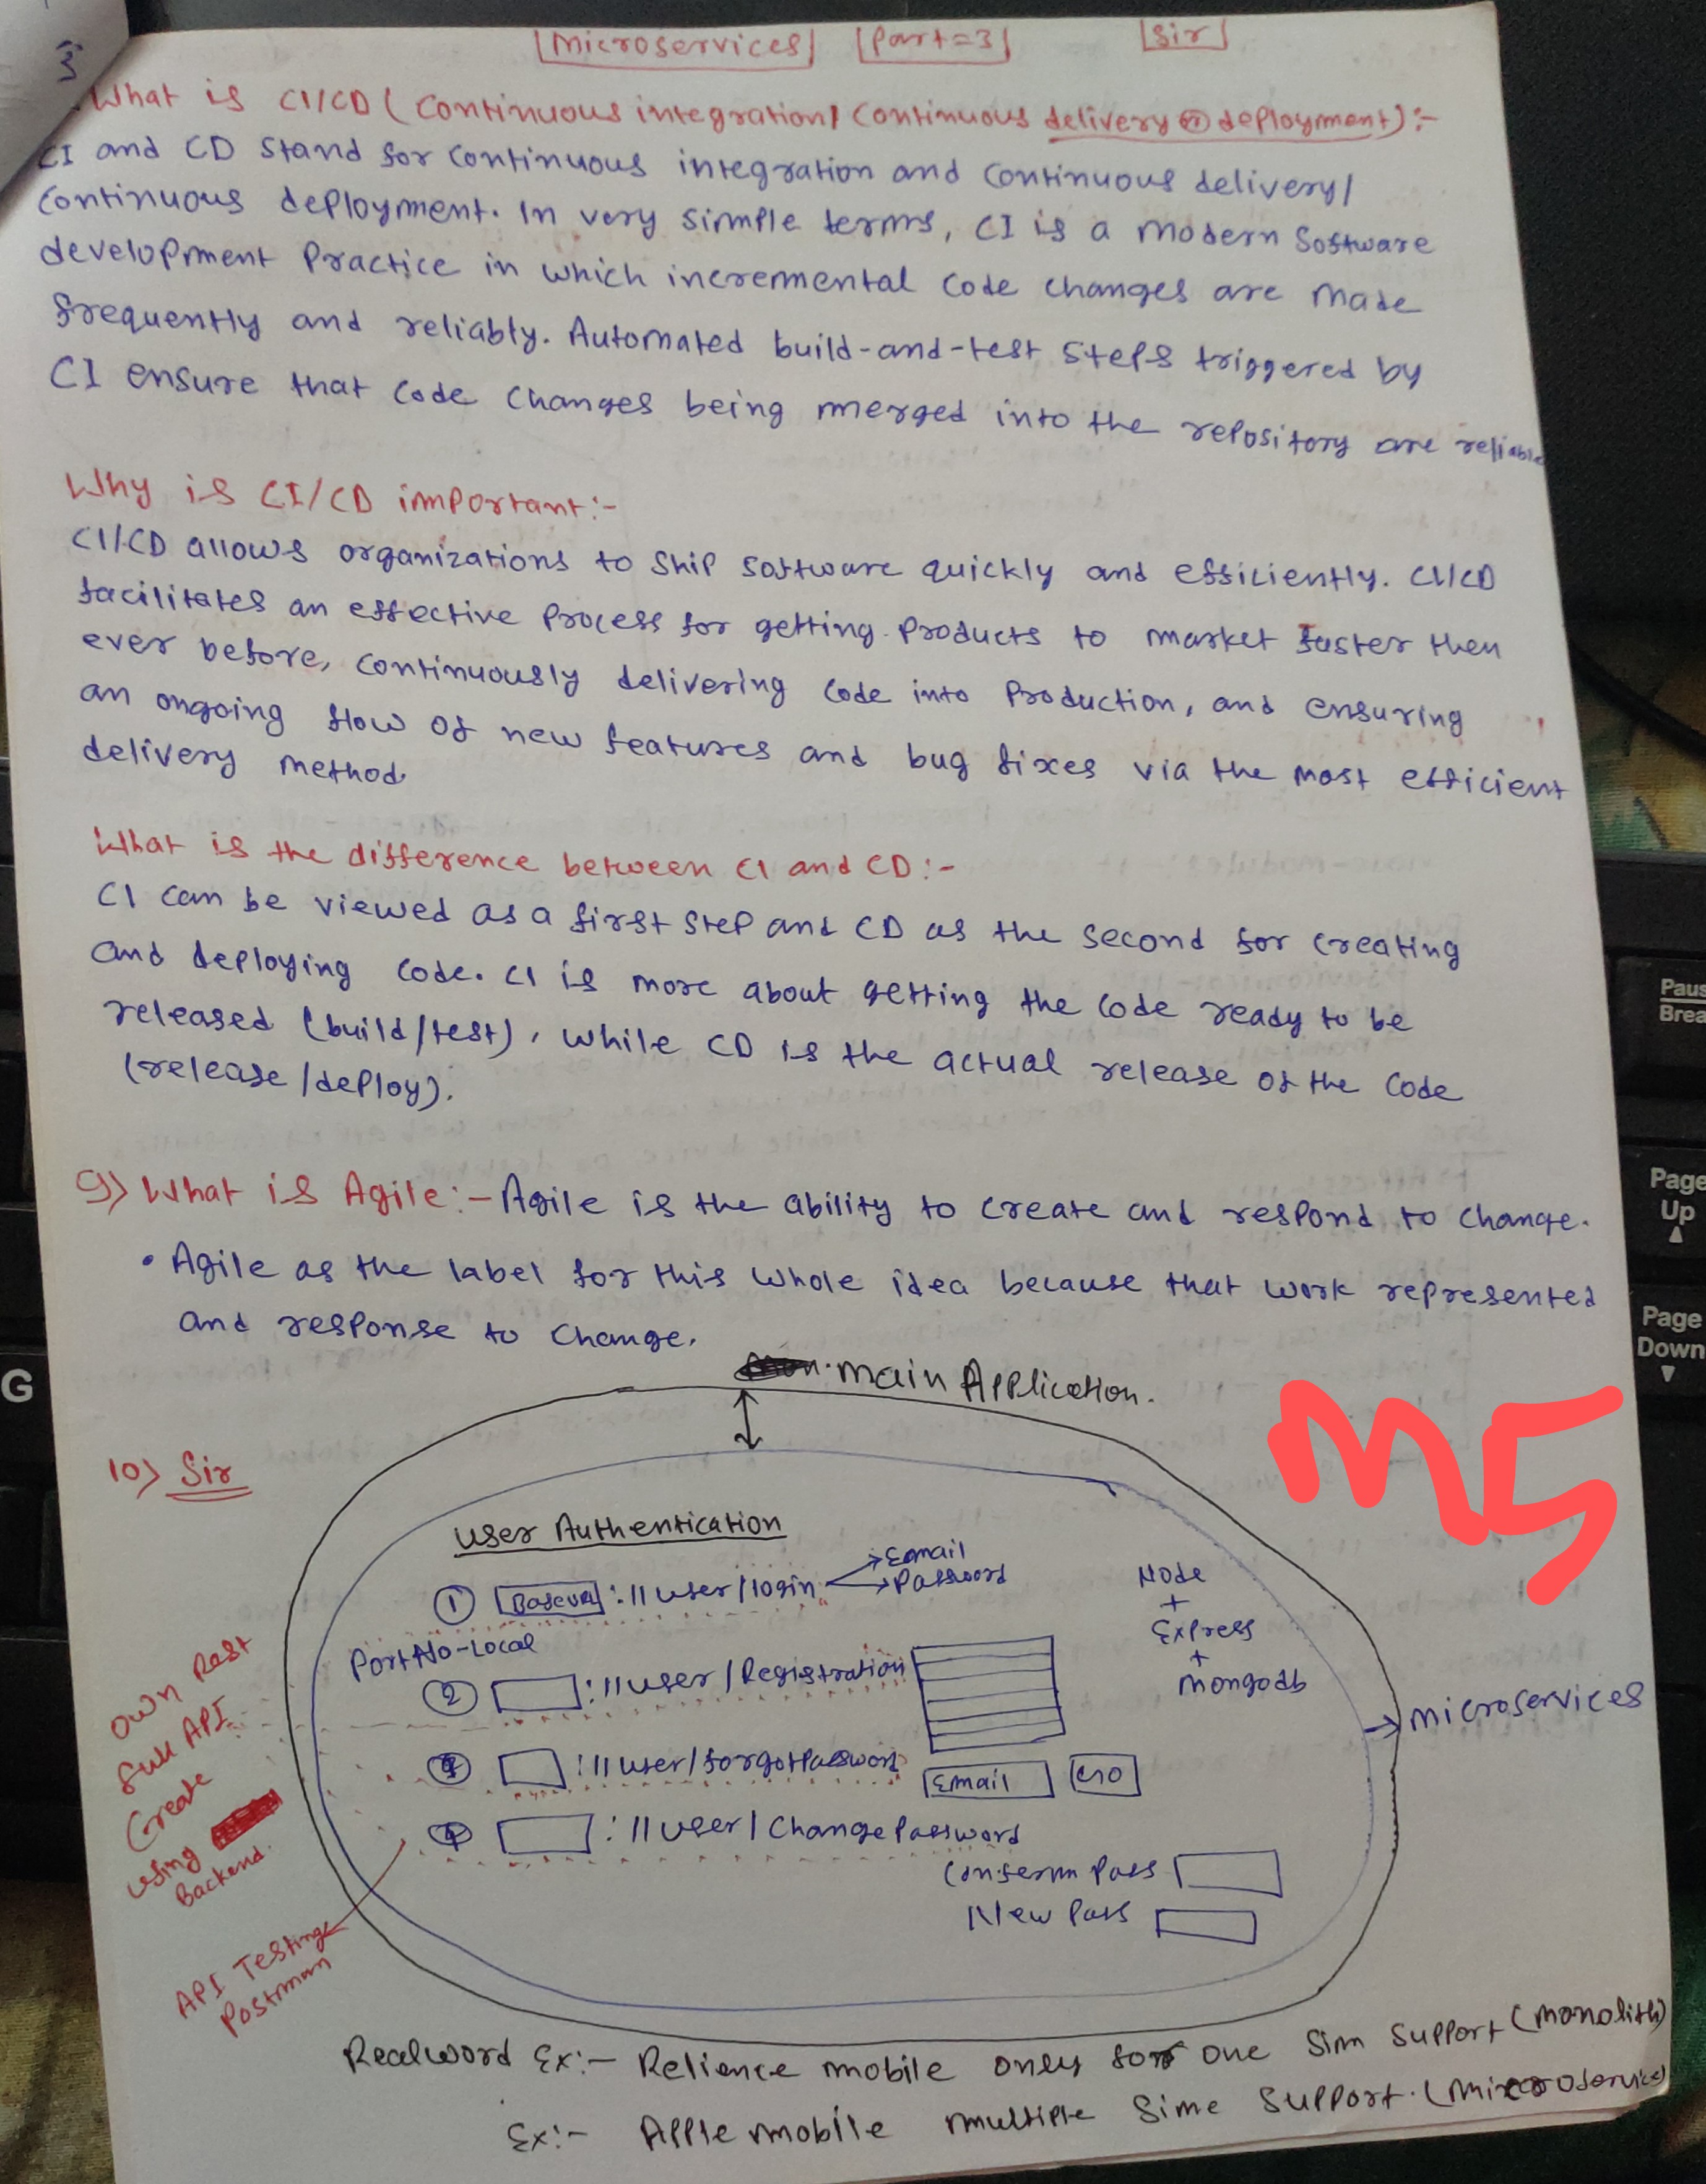 3
Microservices Part=3 Sir
What is CI/CD (Continuous integration/ Continuous delivery or deployment):-
CI and CD Stand for Continuous integration and Continuous delivery/
Continuous deployment. In very simple terms, CI is a modern Software
development Practice in which incremental code changes are made
frequently and reliably. Automated build-and-test steps triggered by
CI ensure that code changes being merged into the repository are reliable
Why is CI/CD important:-
CI/CD allows organizations to ship software quickly and efficiently. CI/CD
facilitates an effective process for getting products to market faster then
ever before, continuously delivering code into Production, and ensuring
an ongoing flow of new features and bug fixes via the most efficient
delivery method.
What is the difference between CI and CD:-
CI can be viewed as a first step and CD as the second for creating
and deploying code. CI is more about getting the code ready to be
released (build/test), while CD is the actual release of the code
(release/deploy).
9) What is Agile:- Agile is the ability to create and respond to change.
• Agile as the label for this whole idea because that work represented
and response to change.
main Application.
M5
10) Sir
User Authentication
① Baseurl ://user/login
Email
Password
Port No-Local
② ://user/Registration
://user/forgotPassword
://user/ChangePassword
Node
+
Express
+
Mongodb
Microservices
Email
GO
Conferm Pass
New Pass
Own Rest
full API
Create
using
Backend.
API Testing
Postman
Realword Ex:- Relience mobile only for one Sim Support (monolith)
Ex:- Apple mobile multiple Sime Support. (Microservice)
Paus
Brea
Page
Up
Page
Down
G